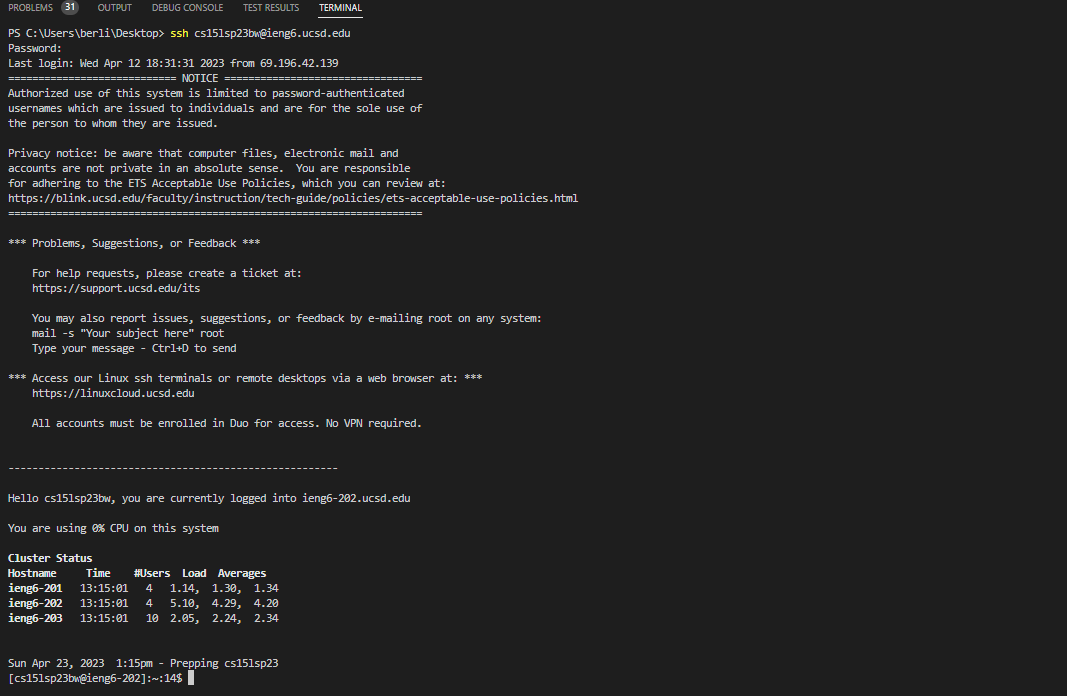 PROBLEMS 31 OUTPUT DEBUG CONSOLE TEST RESULTS TERMINAL
PS C:\Users\berli\Desktop> ssh cs15lsp23bw@ieng6.ucsd.edu
Password:
Last login: Wed Apr 12 18:31:31 2023 from 69.196.42.139
============================ NOTICE =================================
Authorized use of this system is limited to password-authenticated
usernames which are issued to individuals and are for the sole use of
the person to whom they are issued.
Privacy notice: be aware that computer files, electronic mail and
accounts are not private in an absolute sense.  You are responsible
for adhering to the ETS Acceptable Use Policies, which you can review at:
https://blink.ucsd.edu/faculty/instruction/tech-guide/policies/ets-acceptable-use-policies.html
=====================================================================
*** Problems, Suggestions, or Feedback ***
For help requests, please create a ticket at:
https://support.ucsd.edu/its
You may also report issues, suggestions, or feedback by e-mailing root on any system:
mail -s "Your subject here" root
Type your message - Ctrl+D to send
*** Access our Linux ssh terminals or remote desktops via a web browser at: ***
https://linuxcloud.ucsd.edu
All accounts must be enrolled in Duo for access. No VPN required.
-------------------------------------------------------
Hello cs15lsp23bw, you are currently logged into ieng6-202.ucsd.edu
You are using 0% CPU on this system
Cluster Status
Hostname     Time    #Users  Load  Averages
ieng6-201   13:15:01   4   1.14,  1.30,  1.34
ieng6-202   13:15:01   4   5.10,  4.29,  4.20
ieng6-203   13:15:01   10  2.05,  2.24,  2.34
Sun Apr 23, 2023  1:15pm - Prepping cs15lsp23
[cs15lsp23bw@ieng6-202]:~:14$